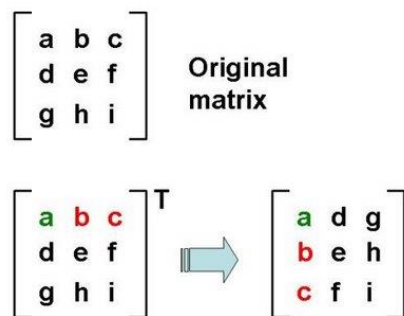 a b c
d e f
g h i
Original
matrix
a b c
d e f
g h i
T
a d g
b e h
c f i